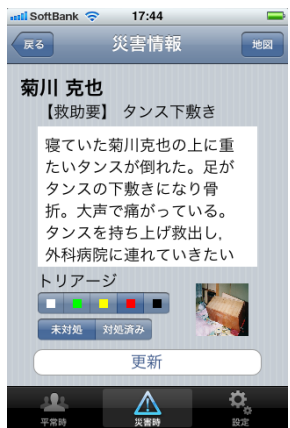 SoftBank 17:44
戻る 災害情報 地図
菊川 克也
【救助要】 タンス下敷き
寝ていた菊川克也の上に重
たいタンスが倒れた。足が
タンスの下敷きになり骨
折。大声で痛がっている。
タンスを持ち上げ救出し,
外科病院に連れていきたい
トリアージ
未対処 対処済み
更新
平常時 災害時 設定